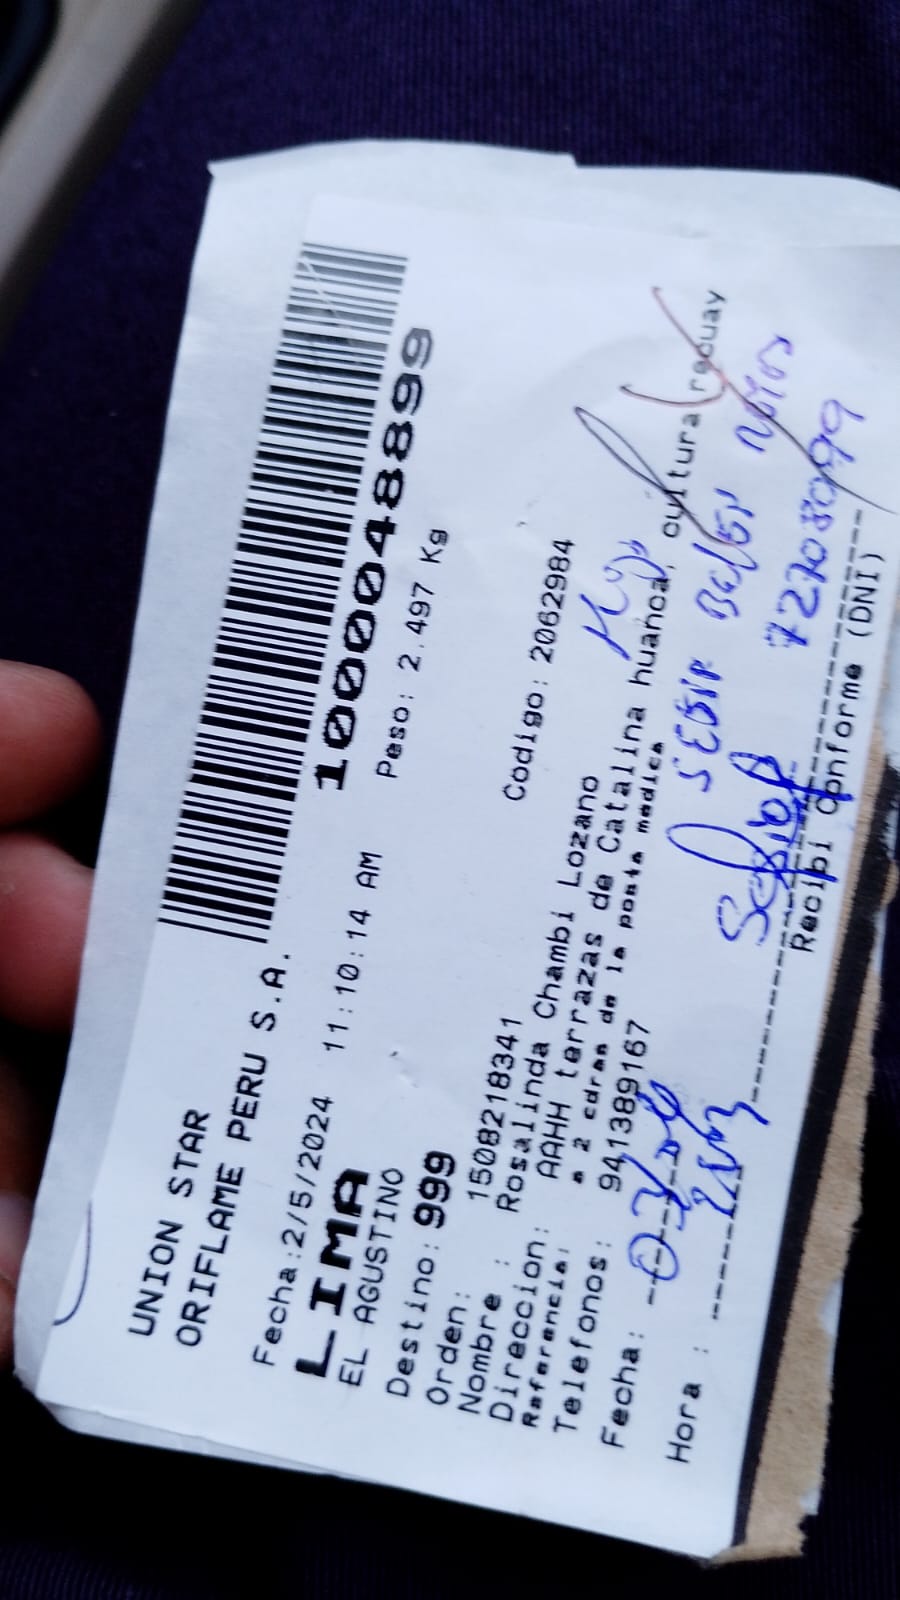 UNION STAR
ORIFLAME PERU S.A.
Fecha:2/5/2024 11:10:14 AM
1000048899
LIMA
Peso: 2.497 Kg
EL AGUSTINO
Destino: 999
Orden: 1508218341
Codigo: 2062984
Nombre : Rosalinda Chambi Lozano
Direccion: AAHH terrazas de Catalina huanca, cultura recuay
Referencia: a 2 cdras de la posta medica
Telefonos: 941389167
Fecha:
Hora :
72708099
Recibi conforme (DNI)